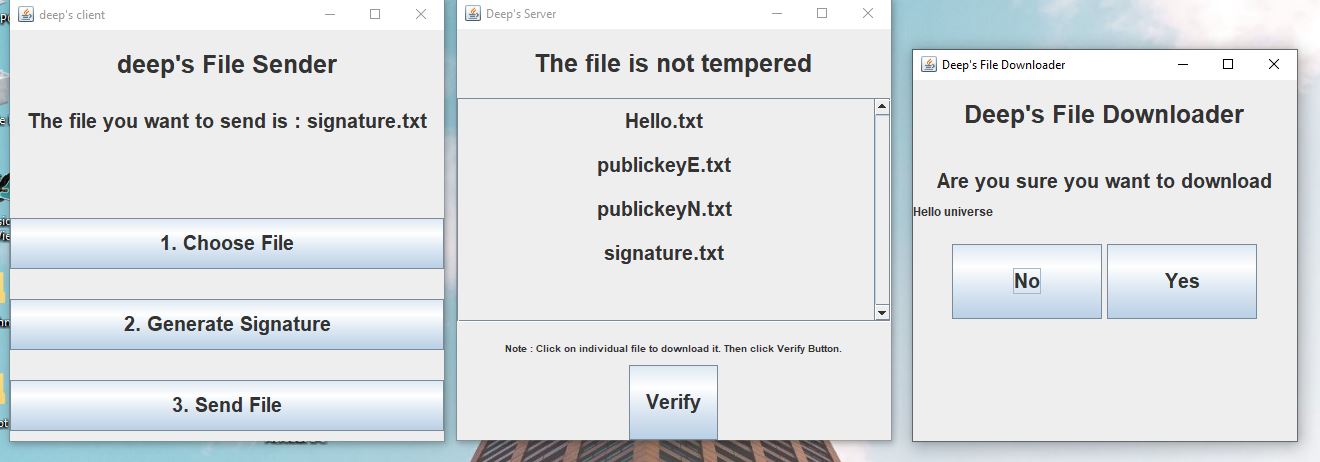 deep's client
deep's File Sender
The file you want to send is : signature.txt
1. Choose File
2. Generate Signature
3. Send File
Deep's Server
The file is not tempered
Hello.txt
publickeyE.txt
publickeyN.txt
signature.txt
Note : Click on individual file to download it. Then click Verify Button.
Verify
Deep's File Downloader
Deep's File Downloader
Are you sure you want to download
Hello universe
No
Yes